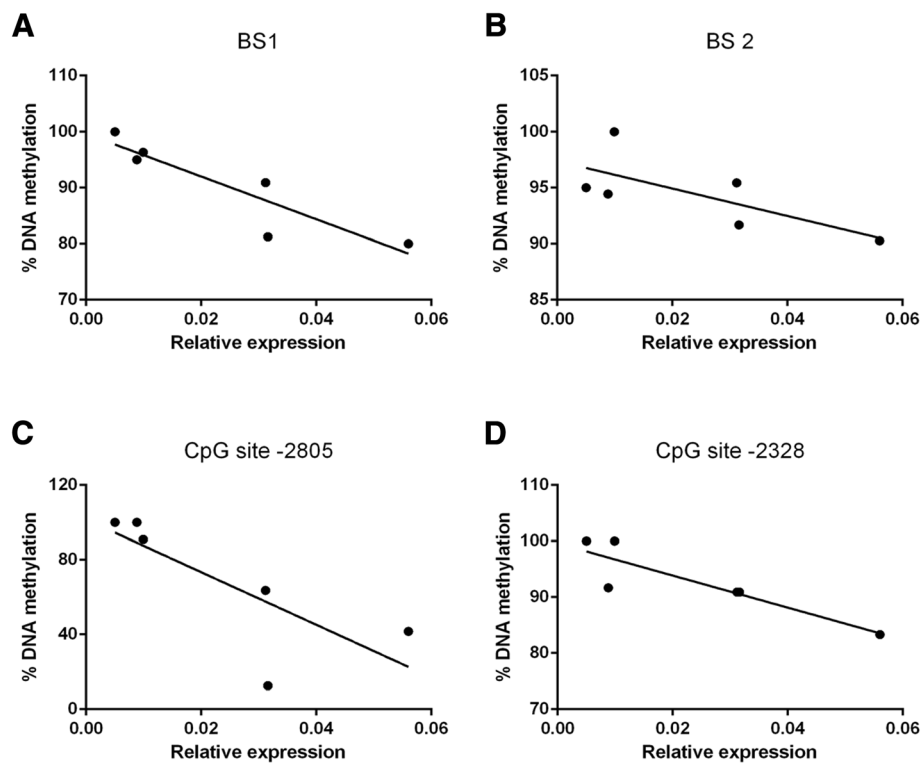 A
BS1
% DNA methylation
110
100
90
80
70
0.00 0.02 0.04 0.06
Relative expression
B
BS 2
% DNA methylation
105
100
95
90
85
0.00 0.02 0.04 0.06
Relative expression
C
CpG site -2805
% DNA methylation
120
80
40
0
0.00 0.02 0.04 0.06
Relative expression
D
CpG site -2328
% DNA methylation
110
100
90
80
70
0.00 0.02 0.04 0.06
Relative expression